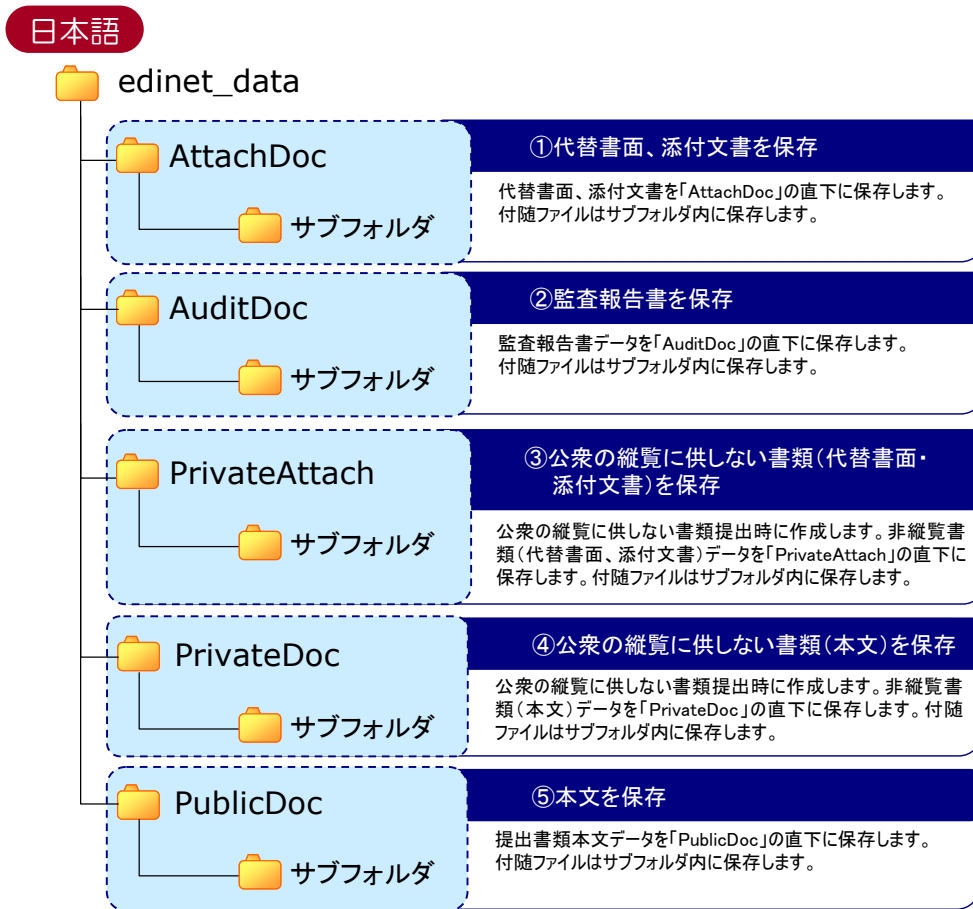 日本語
edinet_data
AttachDoc
サブフォルダ
①代替書面、添付文書を保存
代替書面、添付文書を「AttachDoc」の直下に保存します。
付随ファイルはサブフォルダ内に保存します。
AuditDoc
サブフォルダ
②監査報告書を保存
監査報告書データを「AuditDoc」の直下に保存します。
付随ファイルはサブフォルダ内に保存します。
PrivateAttach
サブフォルダ
③公衆の縦覧に供しない書類（代替書面・
添付文書）を保存
公衆の縦覧に供しない書類提出時に作成します。非縦覧書
類（代替書面、添付文書）データを「PrivateAttach」の直下に
保存します。付随ファイルはサブフォルダ内に保存します。
PrivateDoc
サブフォルダ
④公衆の縦覧に供しない書類（本文）を保存
公衆の縦覧に供しない書類提出時に作成します。非縦覧書
類（本文）データを「PrivateDoc」の直下に保存します。付随
ファイルはサブフォルダ内に保存します。
PublicDoc
サブフォルダ
⑤本文を保存
提出書類本文データを「PublicDoc」の直下に保存します。
付随ファイルはサブフォルダ内に保存します。